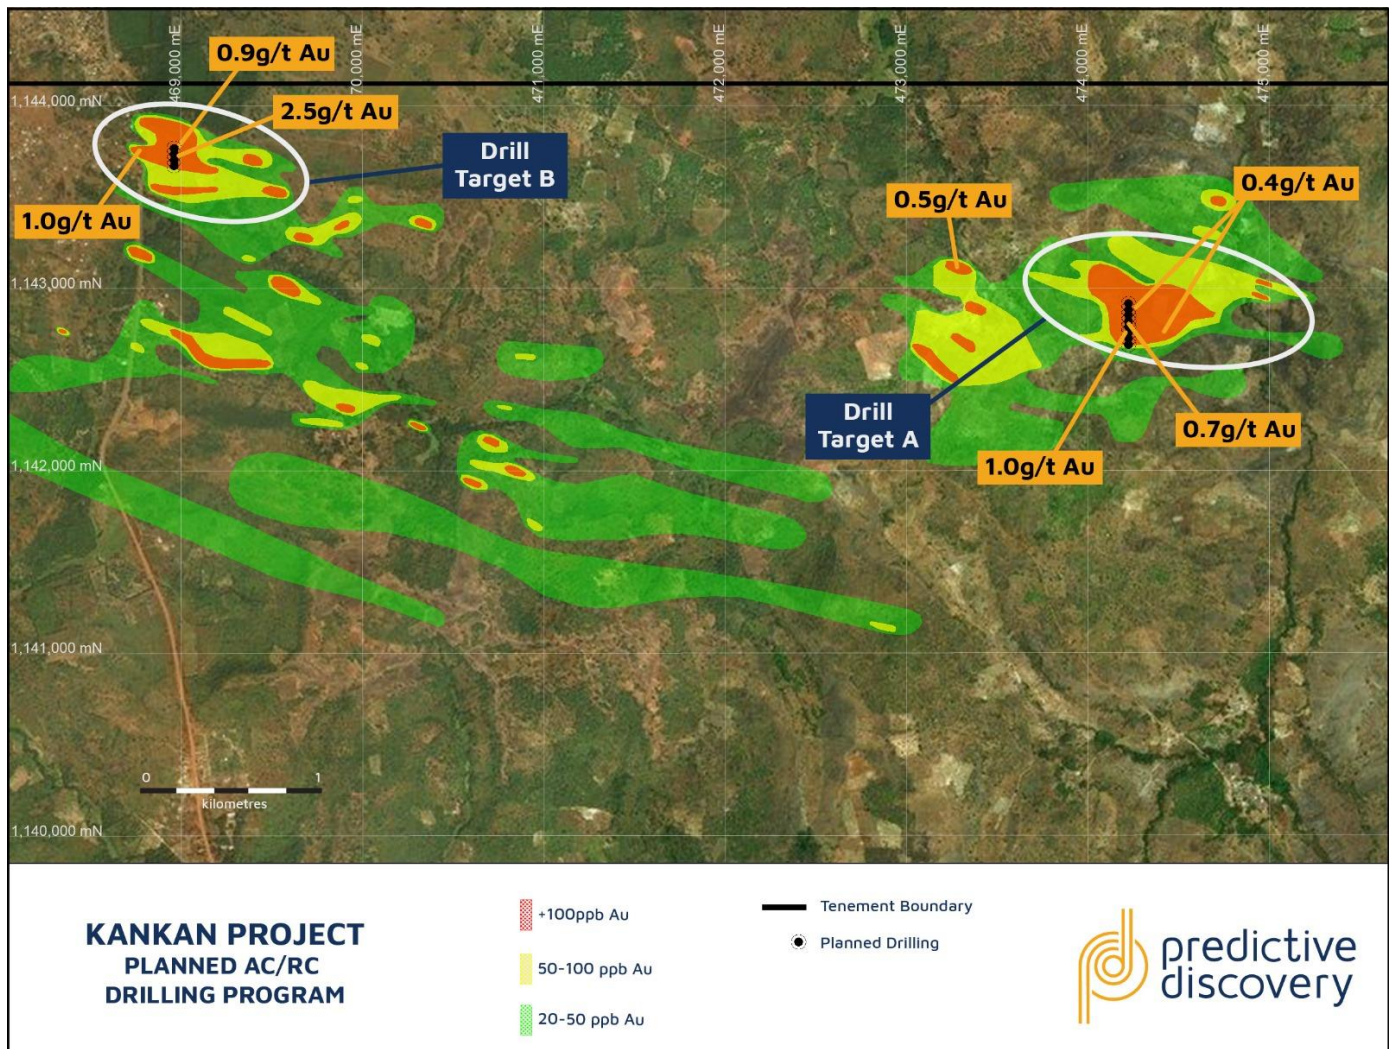 469,000 mE
70,000 mE
471,000 mE
472,000 mE
473,000 mE
474,000 mE
475,000 mE
1,144,000 mN
0.9g/t Au
2.5g/t Au
Drill
Target B
1.0g/t Au
0.5g/t Au
0.4g/t Au
1,143,000 mN
Drill
Target A
0.7g/t Au
1.0g/t Au
1,142,000 mN
1,141,000 mN
0 1
kilometres
1,140,000 mN
KANKAN PROJECT
PLANNED AC/RC
DRILLING PROGRAM
+100ppb Au
50-100 ppb Au
20-50 ppb Au
Tenement Boundary
Planned Drilling
predictive
discovery